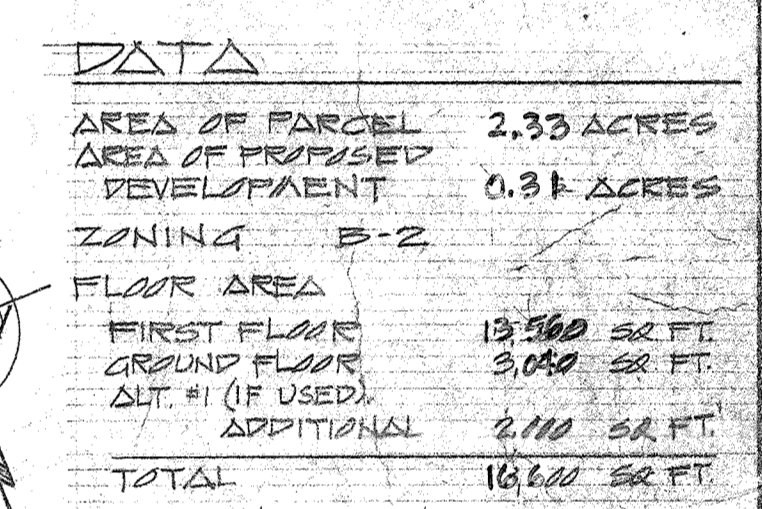 DATA
AREA OF PARCEL 2.33 ACRES
AREA OF PROPOSED
DEVELOPMENT 0.31 ACRES
ZONING B-2
FLOOR AREA
FIRST FLOOR 13,560 SQ FT.
GROUND FLOOR 3,040 SQ. FT.
ALT. #1 (IF USED).
ADDITIONAL SQ FT.
TOTAL 16,600 SQ FT.